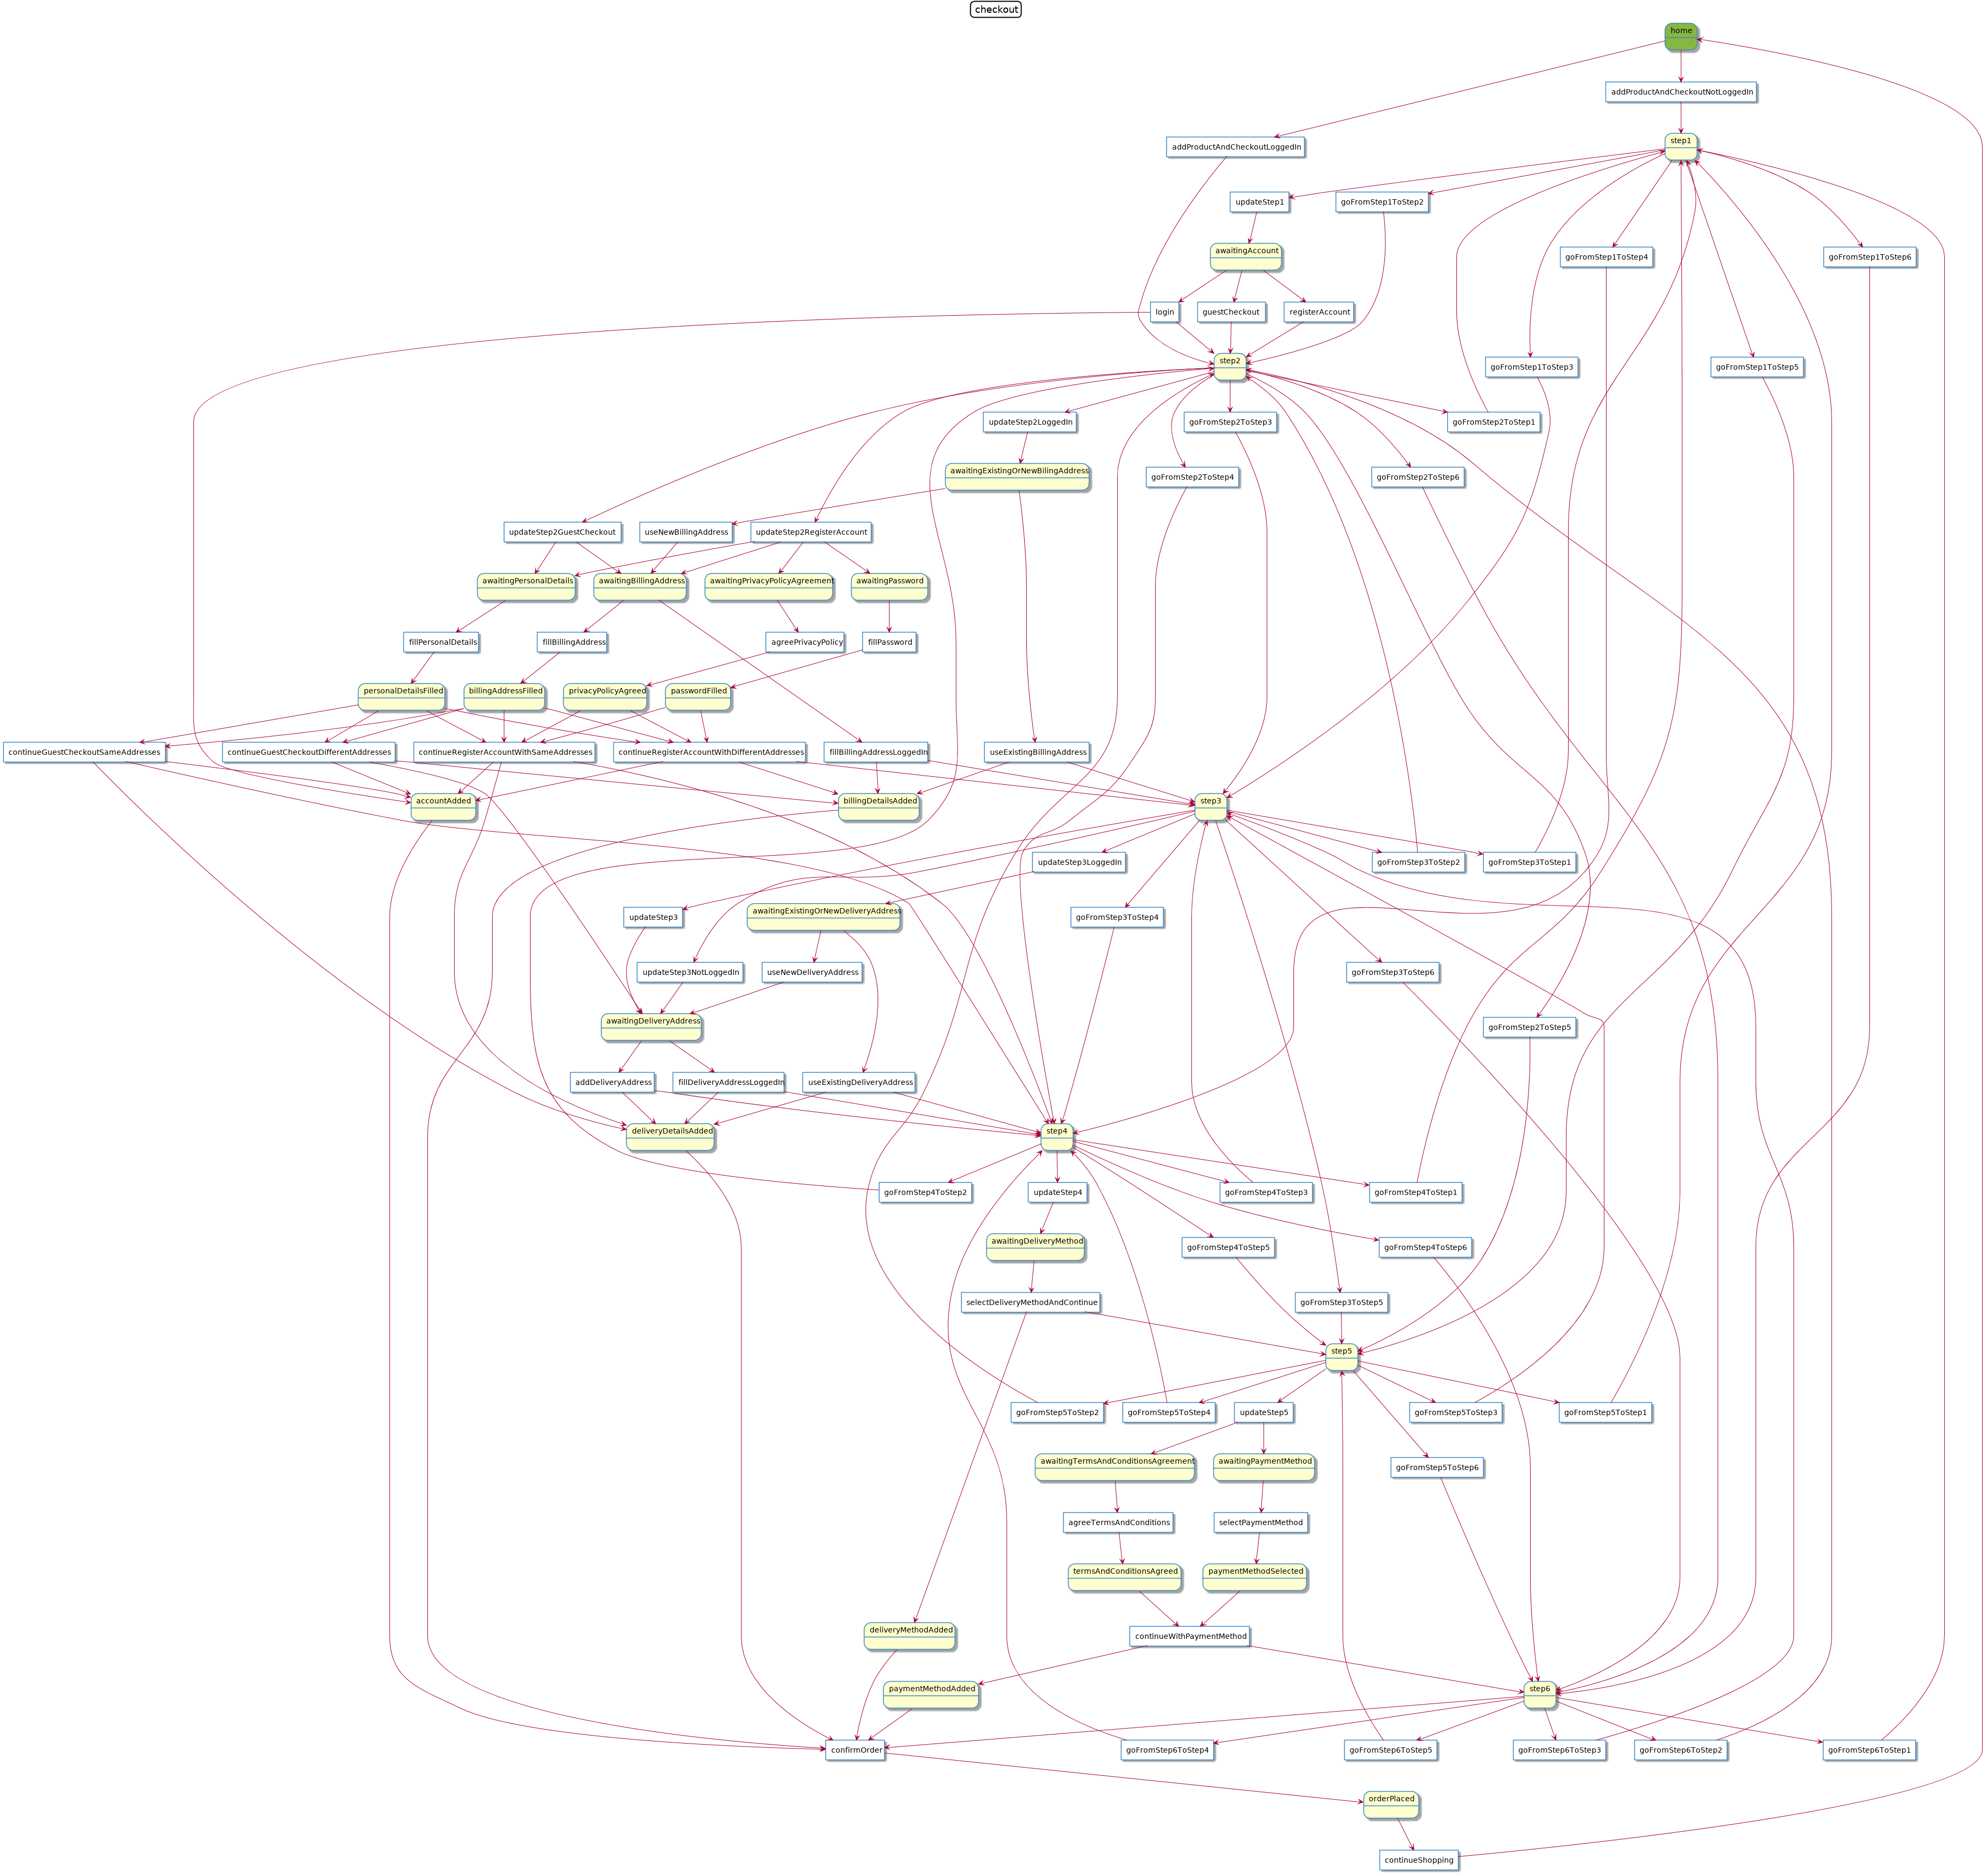 checkout
home
addProductAndCheckoutNotLoggedIn
step1
addProductAndCheckoutLoggedIn
updateStep1
goFromStep1ToStep2
awaitingAccount
goFromStep1ToStep4
goFromStep1ToStep6
login
guestCheckout
registerAccount
step2
goFromStep1ToStep3
goFromStep1ToStep5
updateStep2LoggedIn
goFromStep2ToStep3
goFromStep2ToStep1
awaitingExistingOrNewBilingAddress
goFromStep2ToStep4
goFromStep2ToStep6
updateStep2GuestCheckout
useNewBillingAddress
updateStep2RegisterAccount
awaitingPersonalDetails
awaitingBillingAddress
awaitingPrivacyPolicyAgreement
awaitingPassword
fillPersonalDetails
fillBillingAddress
agreePrivacyPolicy
fillPassword
personalDetailsFilled
billingAddressFilled
privacyPolicyAgreed
passwordFilled
continueGuestCheckoutSameAddresses
continueGuestCheckoutDifferentAddresses
continueRegisterAccountWithSameAddresses
continueRegisterAccountWithDifferentAddresses
fillBillingAddressLoggedIn
useExistingBillingAddress
accountAdded
billingDetailsAdded
step3
updateStep3LoggedIn
goFromStep3ToStep2
goFromStep3ToStep1
updateStep3
awaitingExistingOrNewDeliveryAddress
goFromStep3ToStep4
updateStep3NotLoggedIn
useNewDeliveryAddress
goFromStep3ToStep6
awaitingDeliveryAddress
goFromStep2ToStep5
addDeliveryAddress
fillDeliveryAddressLoggedIn
useExistingDeliveryAddress
deliveryDetailsAdded
step4
goFromStep4ToStep2
updateStep4
goFromStep4ToStep3
goFromStep4ToStep1
awaitingDeliveryMethod
goFromStep4ToStep5
goFromStep4ToStep6
selectDeliveryMethodAndContinue
goFromStep3ToStep5
step5
goFromStep5ToStep2
goFromStep5ToStep4
updateStep5
goFromStep5ToStep3
goFromStep5ToStep1
awaitingTermsAndConditionsAgreement
awaitingPaymentMethod
goFromStep5ToStep6
agreeTermsAndConditions
selectPaymentMethod
termsAndConditionsAgreed
paymentMethodSelected
deliveryMethodAdded
continueWithPaymentMethod
paymentMethodAdded
step6
confirmOrder
goFromStep6ToStep4
goFromStep6ToStep5
goFromStep6ToStep3
goFromStep6ToStep2
goFromStep6ToStep1
orderPlaced
continueShopping